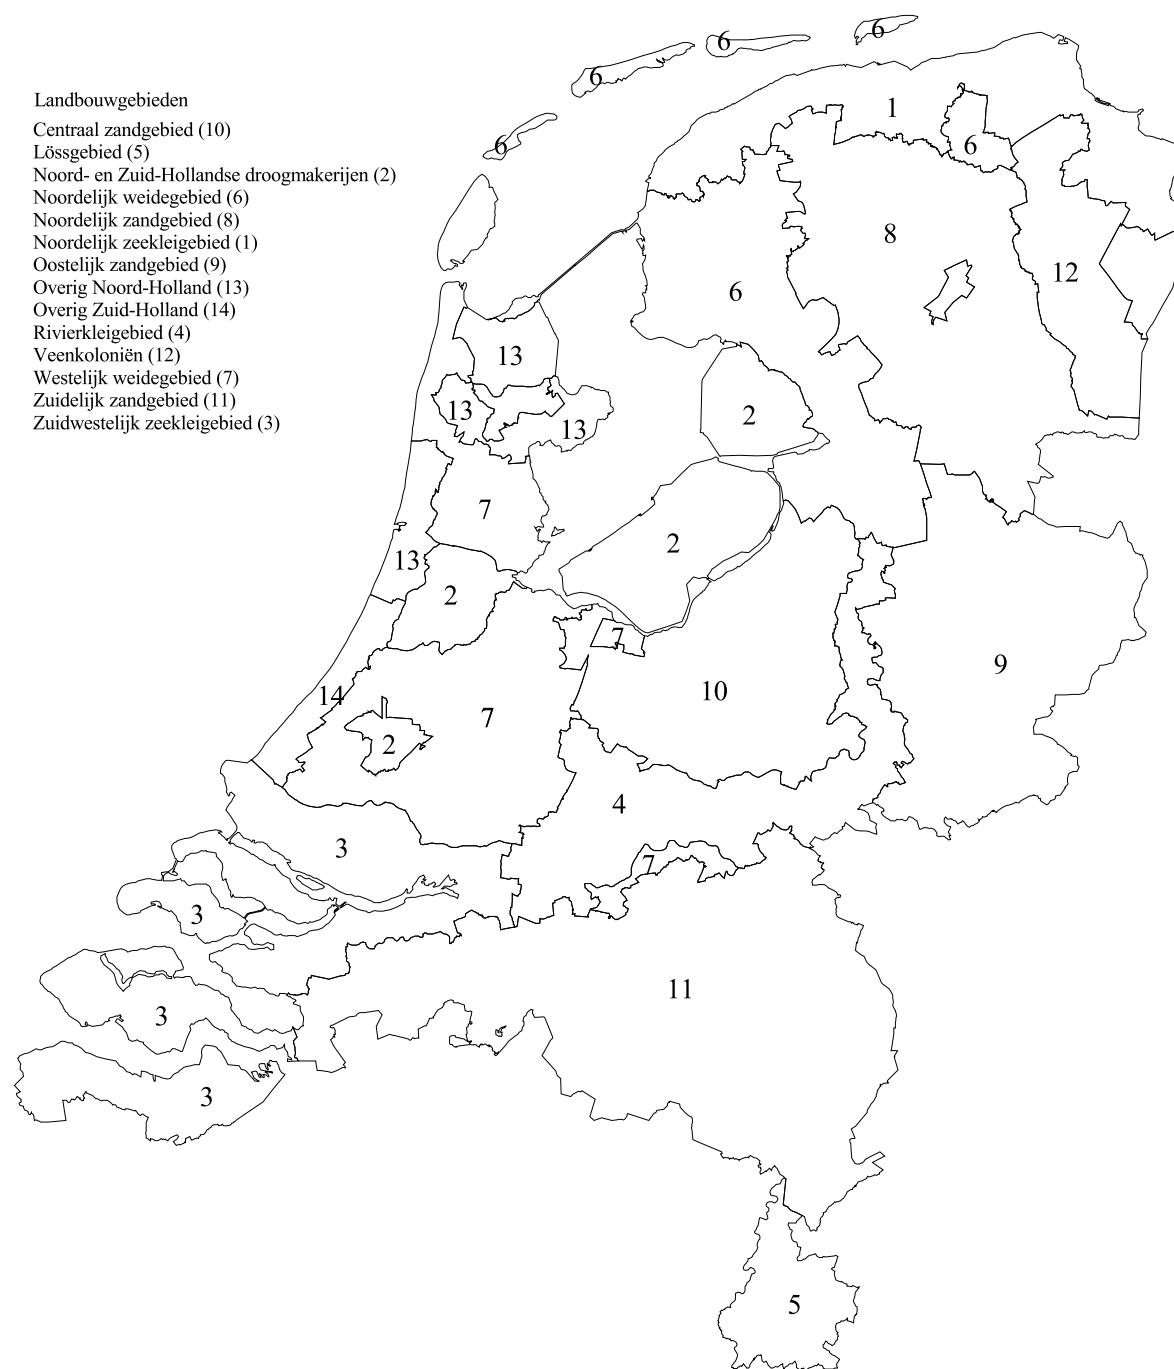 Landbouwgebieden
Centraal zandgebied (10)
Lössgebied (5)
Noord- en Zuid-Hollandse droogmakerijen (2)
Noordelijk weidegebied (6)
Noordelijk zandgebied (8)
Noordelijk zeekleigebied (1)
Oostelijk zandgebied (9)
Overig Noord-Holland (13)
Overig Zuid-Holland (14)
Rivierkleigebied (4)
Veenkoloniën (12)
Westelijk weidegebied (7)
Zuidelijk zandgebied (11)
Zuidwestelijk zeekleigebied (3)
6
6
6
6
1
6
8
12
6
13
13
13
2
7
2
13
2
7
9
14
10
7
2
4
3
7
3
11
3
3
5